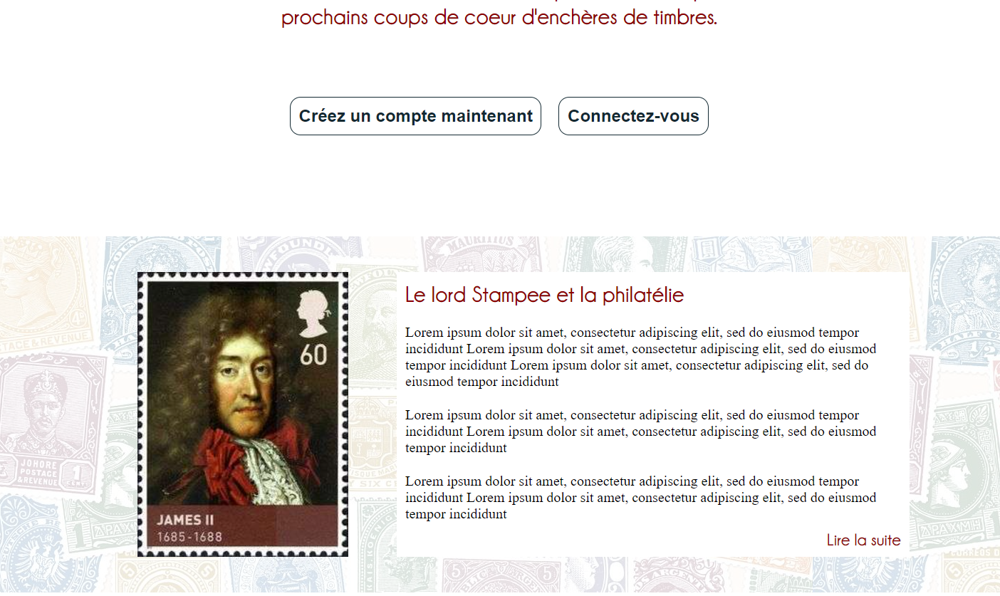 prochains coups de coeur d'enchères de timbres.
Créez un compte maintenant
Connectez-vous
MAURITIUS
Le lord Stampee et la philatélie
60
Lorem ipsum dolor sit amet, consectetur adipiscing elit, sed do eiusmod tempor
incididunt Lorem ipsum dolor sit amet, consectetur adipiscing elit, sed do eiusmod
tempor incididunt Lorem ipsum dolor sit amet, consectetur adipiscing elit, sed do
eiusmod tempor incididunt
Lorem ipsum dolor sit amet, consectetur adipiscing elit, sed do eiusmod tempor
incididunt Lorem ipsum dolor sit amet, consectetur adipiscing elit, sed do eiusmod
tempor incididunt
JOHORE
POSTAGE
& REVENUE
1
Lorem ipsum dolor sit amet, consectetur adipiscing elit, sed do eiusmod tempor
incididunt Lorem ipsum dolor sit amet, consectetur adipiscing elit, sed do eiusmod
tempor incididunt
JAMES II
1685-1688
Lire la suite